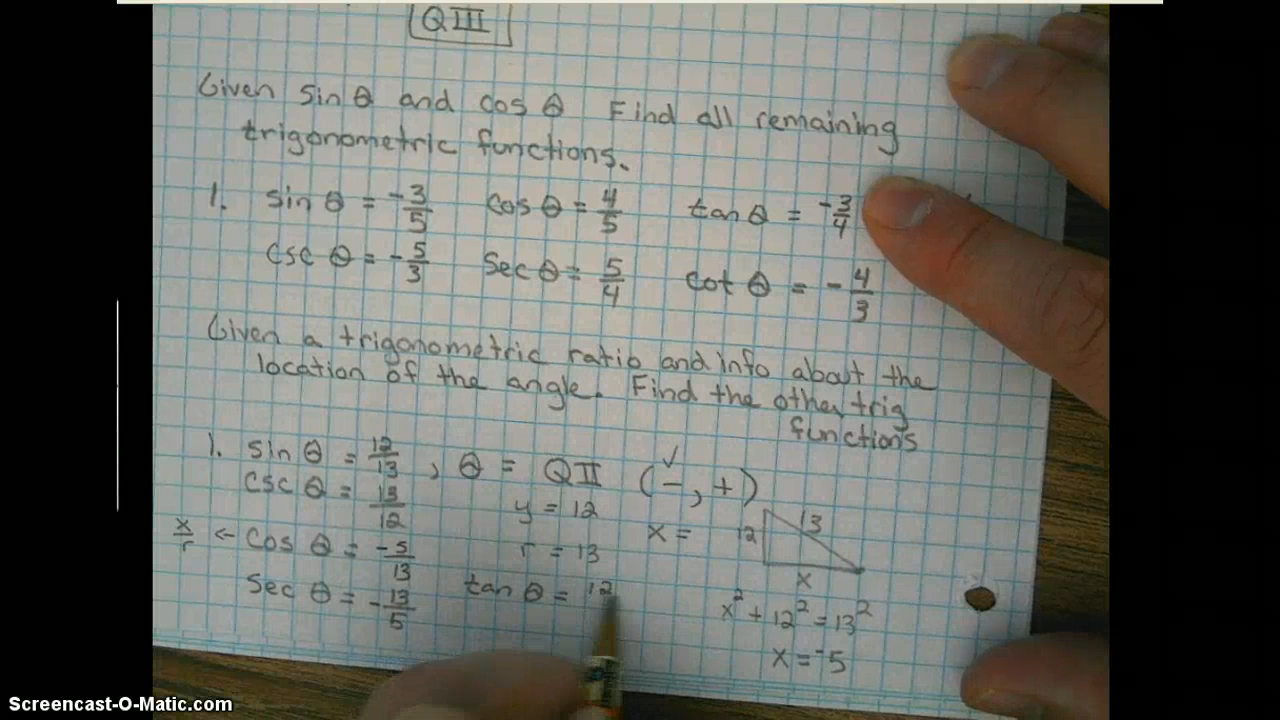 QIII
Given sin θ and cos θ Find all remaining
trigonometric functions.
1. sin θ = -3/5 cos θ = 4/5 tan θ = -3/4
csc θ = -5/3 sec θ = 5/4 cot θ = -4/3
Given a trigonometric ratio and info about the
location of the angle. Find the other trig
functions
1. sin θ = 12/13, θ = QII (-, +)
csc θ = 13/12 y = 12 x = 12 13
x/r ← cos θ = -5/13 r = 13 x
sec θ = -13/5 tan θ = 12 x² + 12² = 13²
x = -5
Screencast-O-Matic.com